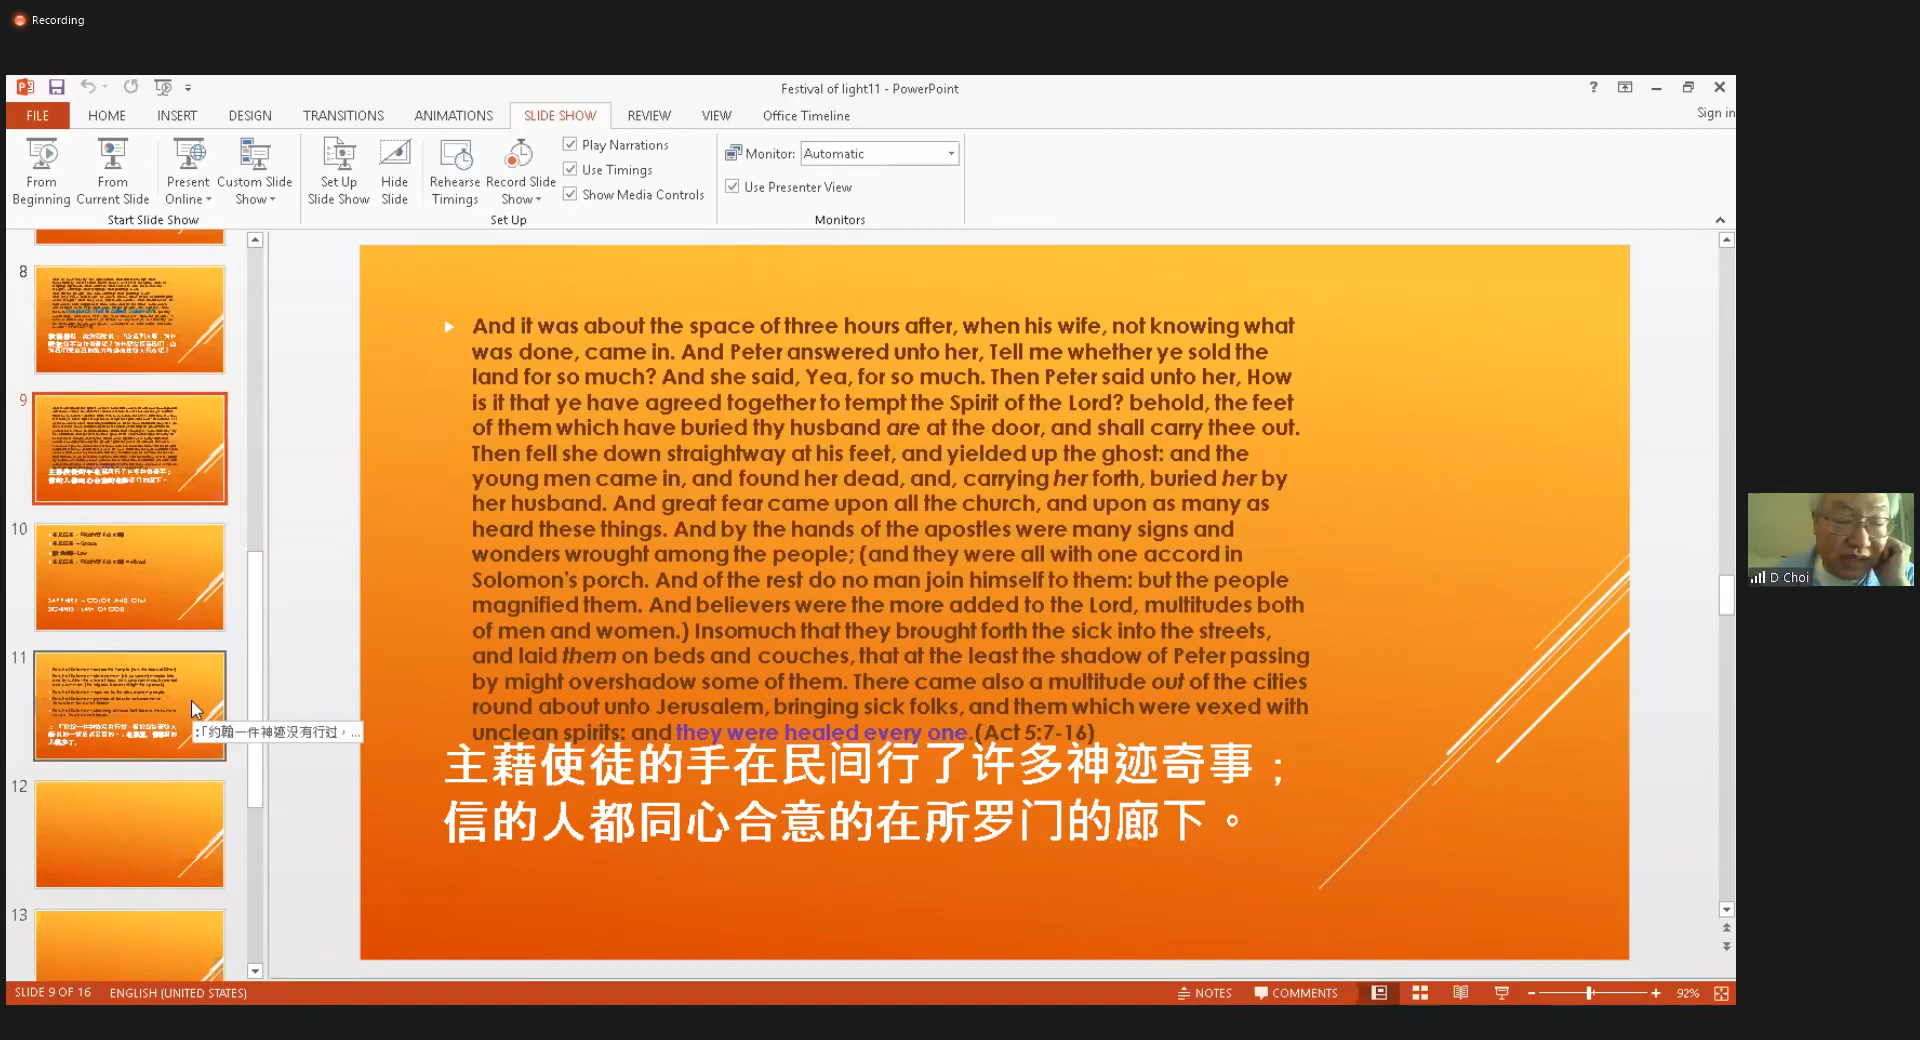 Recording
Festival of light11 - PowerPoint
FILE HOME INSERT DESIGN TRANSITIONS ANIMATIONS SLIDE SHOW REVIEW VIEW Office Timeline Sign in
From Beginning
From Current Slide
Present Online
Custom Slide Show
Start Slide Show
Set Up Slide Show
Hide Slide
Rehearse Timings
Record Slide Show
Play Narrations
Use Timings
Show Media Controls
Set Up
Monitor: Automatic
Use Presenter View
Monitors
8
9
10
11
:「约翰一件神迹没有行过，...
12
13
And it was about the space of three hours after, when his wife, not knowing what
was done, came in. And Peter answered unto her, Tell me whether ye sold the
land for so much? And she said, Yea, for so much. Then Peter said unto her, How
is it that ye have agreed together to tempt the Spirit of the Lord? behold, the feet
of them which have buried thy husband are at the door, and shall carry thee out.
Then fell she down straightway at his feet, and yielded up the ghost: and the
young men came in, and found her dead, and, carrying her forth, buried her by
her husband. And great fear came upon all the church, and upon as many as
heard these things. And by the hands of the apostles were many signs and
wonders wrought among the people; (and they were all with one accord in
Solomon's porch. And of the rest do no man join himself to them: but the people
magnified them. And believers were the more added to the Lord, multitudes both
of men and women.) Insomuch that they brought forth the sick into the streets,
and laid them on beds and couches, that at the least the shadow of Peter passing
by might overshadow some of them. There came also a multitude out of the cities
round about unto Jerusalem, bringing sick folks, and them which were vexed with
unclean spirits: and they were healed every one.(Act 5:7-16)
主藉使徒的手在民间行了许多神迹奇事；
信的人都同心合意的在所罗门的廊下。
D Choi
SLIDE 9 OF 16 ENGLISH (UNITED STATES) NOTES COMMENTS 92%